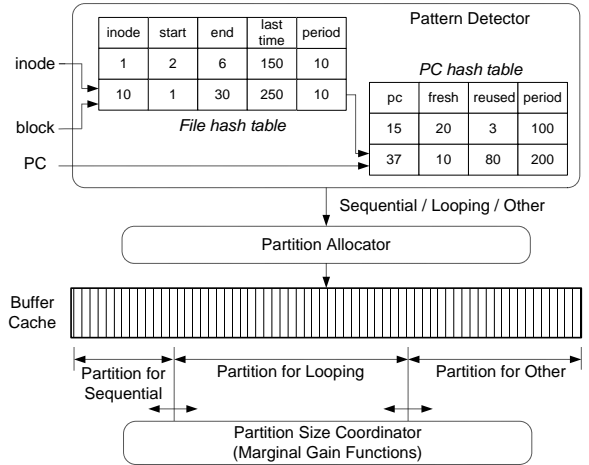 Pattern Detector
inode start end last time period
1 2 6 150 10
10 1 30 250 10
File hash table
inode
block
PC
PC hash table
pc fresh reused period
15 20 3 100
37 10 80 200
Sequential / Looping / Other
Partition Allocator
Buffer
Cache
Partition for
Sequential
Partition for Looping
Partition for Other
Partition Size Coordinator
(Marginal Gain Functions)